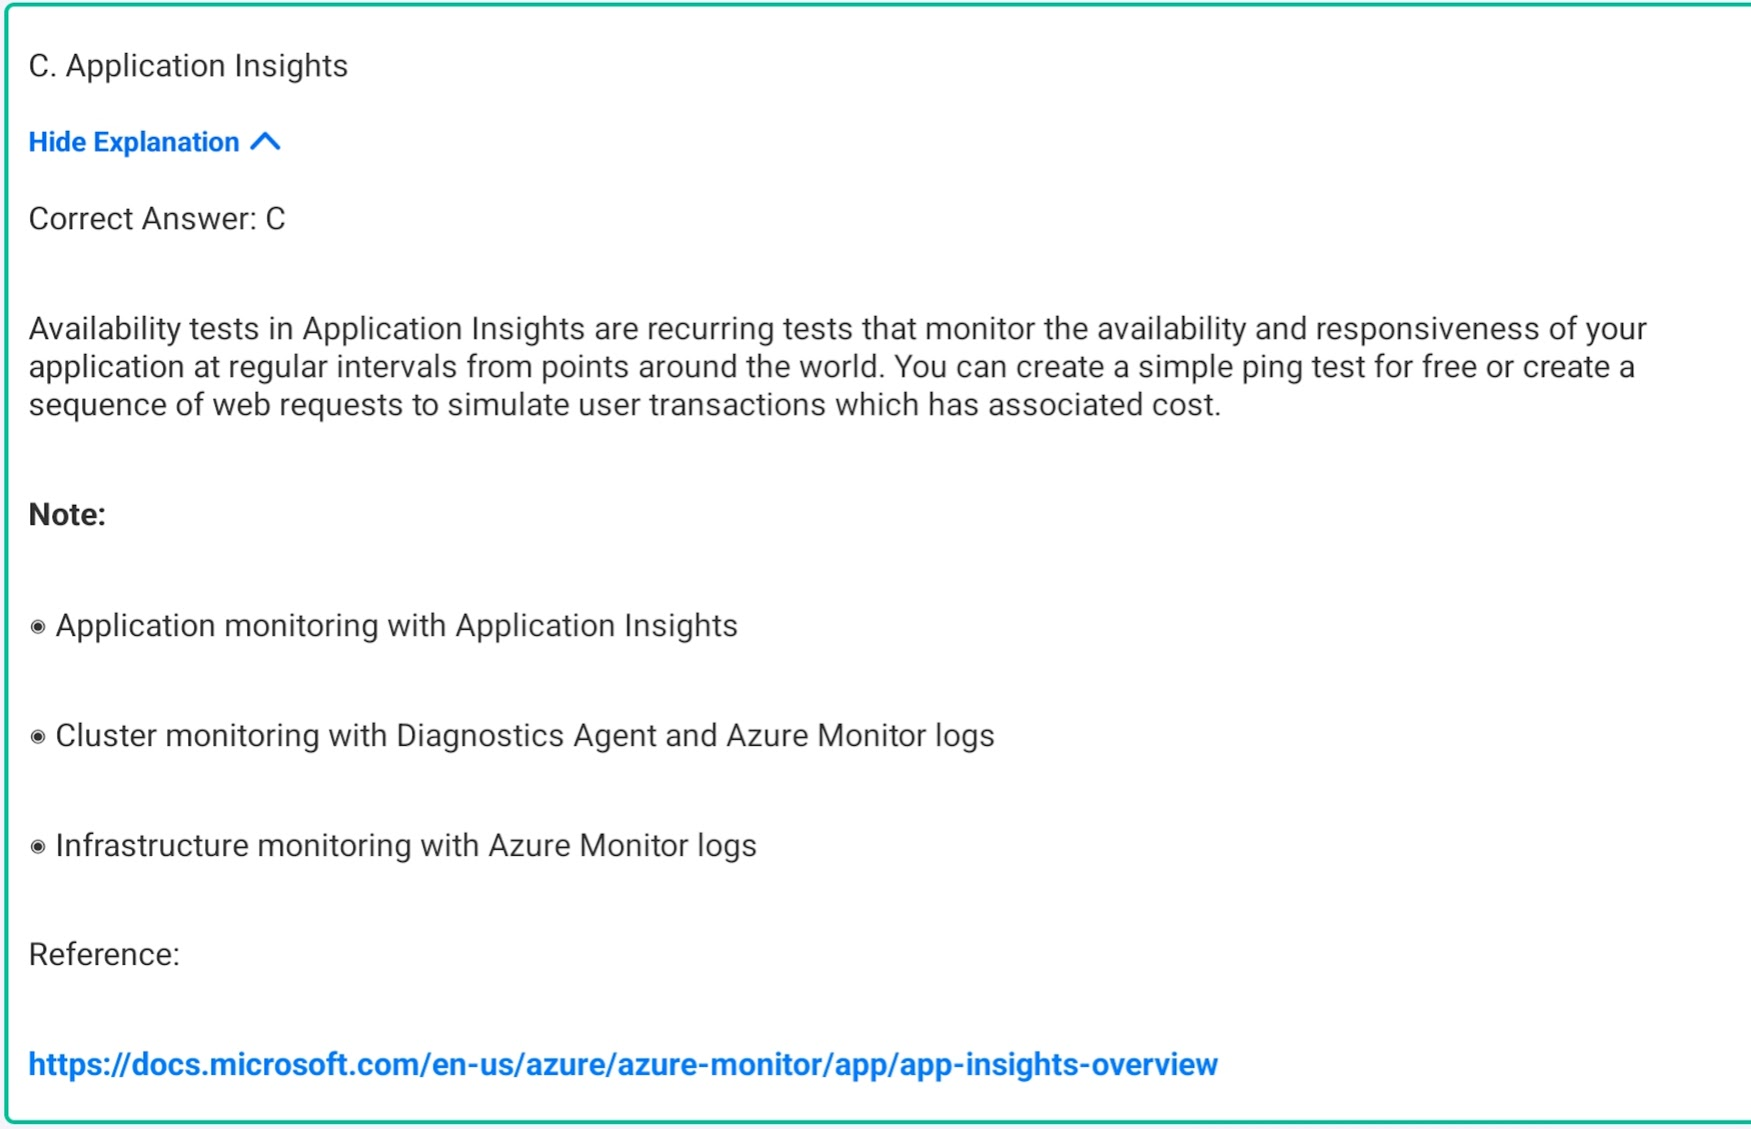 C. Application Insights
Hide Explanation
Correct Answer: C
Availability tests in Application Insights are recurring tests that monitor the availability and responsiveness of your
application at regular intervals from points around the world. You can create a simple ping test for free or create a
sequence of web requests to simulate user transactions which has associated cost.
Note:
◉ Application monitoring with Application Insights
◉ Cluster monitoring with Diagnostics Agent and Azure Monitor logs
◉ Infrastructure monitoring with Azure Monitor logs
Reference:
https://docs.microsoft.com/en-us/azure/azure-monitor/app/app-insights-overview